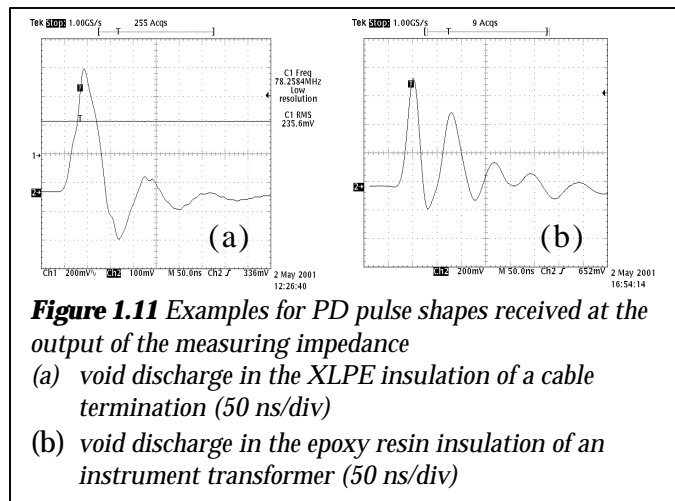 Tek Stop: 1.00GS/s 255 Acqs
T
C1 Freq
78.2584MHz
Low
resolution
C1 RMS
235.6mV
T
T
1→
2→
(a)
Ch1 200mV∿ Ch2 100mV M 50.0ns Ch2 ƒ 336mV
2 May 2001
12:26:40
Tek Stop: 1.00GS/s 9 Acqs
T
T
2→
(b)
Ch2 200mV M 50.0ns Ch2 ƒ 652mV
2 May 2001
16:54:14
Figure 1.11 Examples for PD pulse shapes received at the
output of the measuring impedance
(a) void discharge in the XLPE insulation of a cable
termination (50 ns/div)
(b) void discharge in the epoxy resin insulation of an
instrument transformer (50 ns/div)